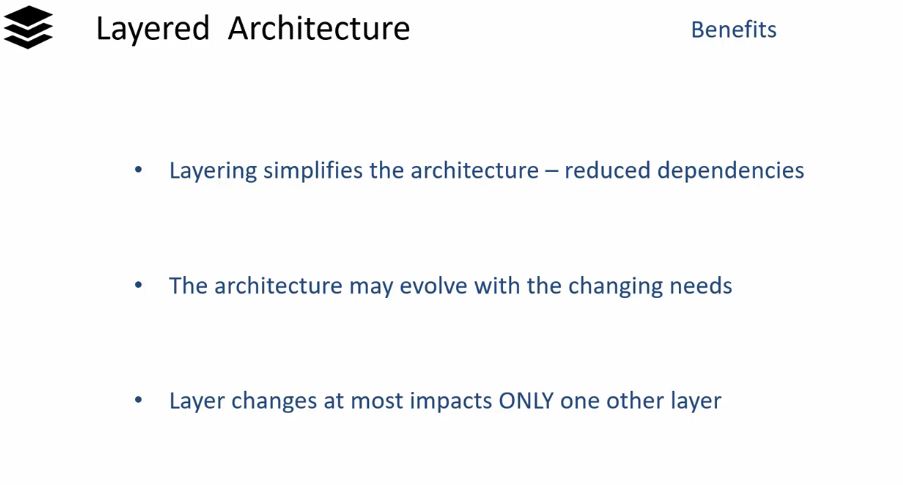 Layered Architecture
Benefits
• Layering simplifies the architecture – reduced dependencies
• The architecture may evolve with the changing needs
• Layer changes at most impacts ONLY one other layer